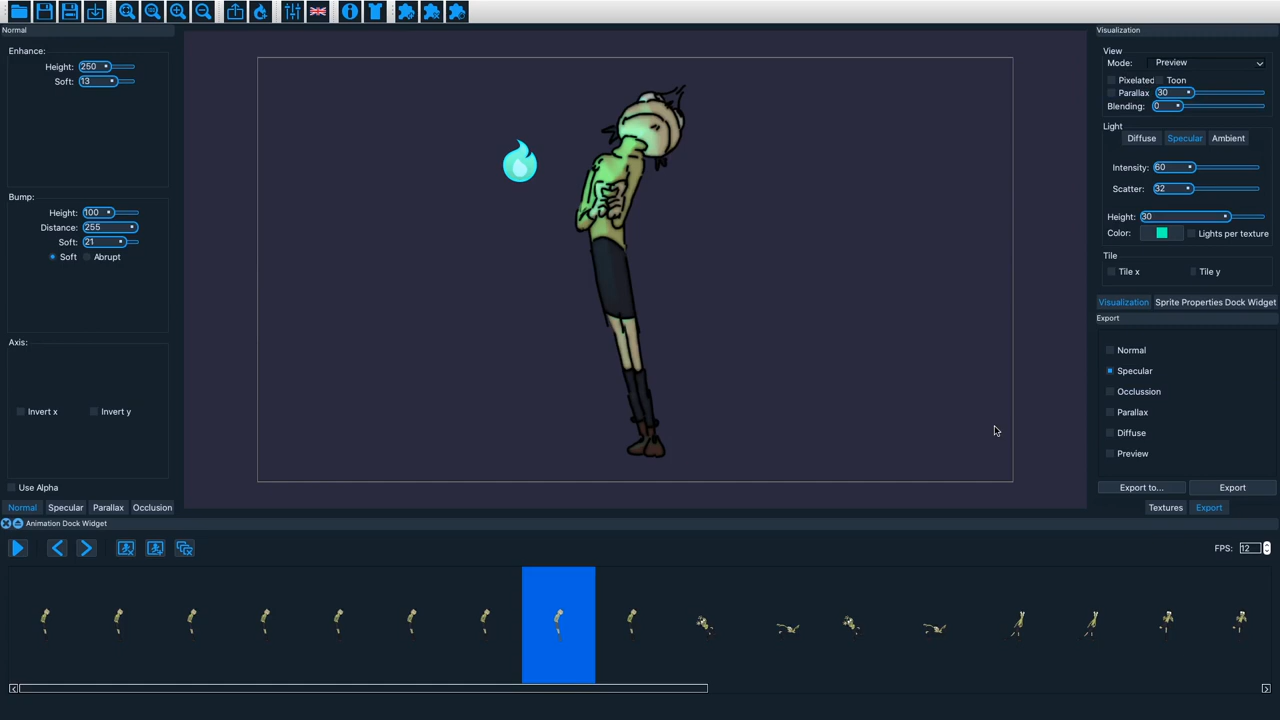 Normal
Enhance:
Height: 250
Soft: 13
Bump:
Height: 100
Distance: 255
Soft: 21
Soft Abrupt
Axis:
Invert x Invert y
Use Alpha
Normal Specular Parallax Occlusion
Visualization
View
Mode: Preview
Pixelated Toon
Parallax 30
Blending: 0
Light
Diffuse Specular Ambient
Intensity: 60
Scatter: 32
Height: 30
Color: Lights per texture
Tile
Tile x Tile y
Visualization Sprite Properties Dock Widget
Export
Normal
Specular
Occlussion
Parallax
Diffuse
Preview
Export to... Export
Textures Export
Animation Dock Widget
FPS: 12